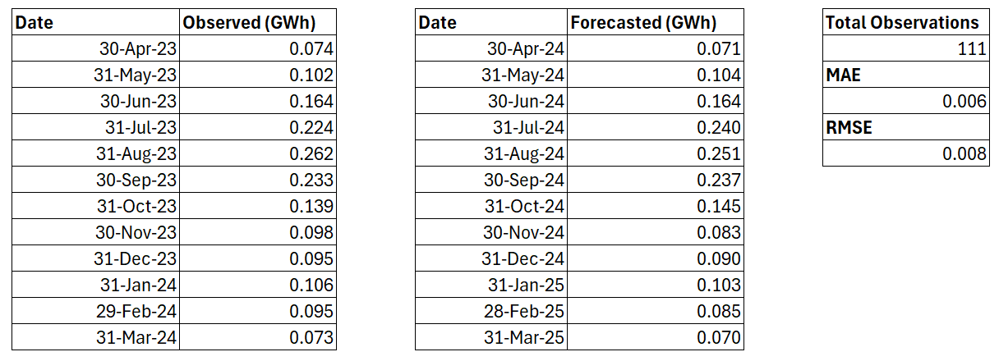 Date Observed (GWh)
30-Apr-23 0.074
31-May-23 0.102
30-Jun-23 0.164
31-Jul-23 0.224
31-Aug-23 0.262
30-Sep-23 0.233
31-Oct-23 0.139
30-Nov-23 0.098
31-Dec-23 0.095
31-Jan-24 0.106
29-Feb-24 0.095
31-Mar-24 0.073
Date Forecasted (GWh)
30-Apr-24 0.071
31-May-24 0.104
30-Jun-24 0.164
31-Jul-24 0.240
31-Aug-24 0.251
30-Sep-24 0.237
31-Oct-24 0.145
30-Nov-24 0.083
31-Dec-24 0.090
31-Jan-25 0.103
28-Feb-25 0.085
31-Mar-25 0.070
Total Observations
111
MAE
0.006
RMSE
0.008